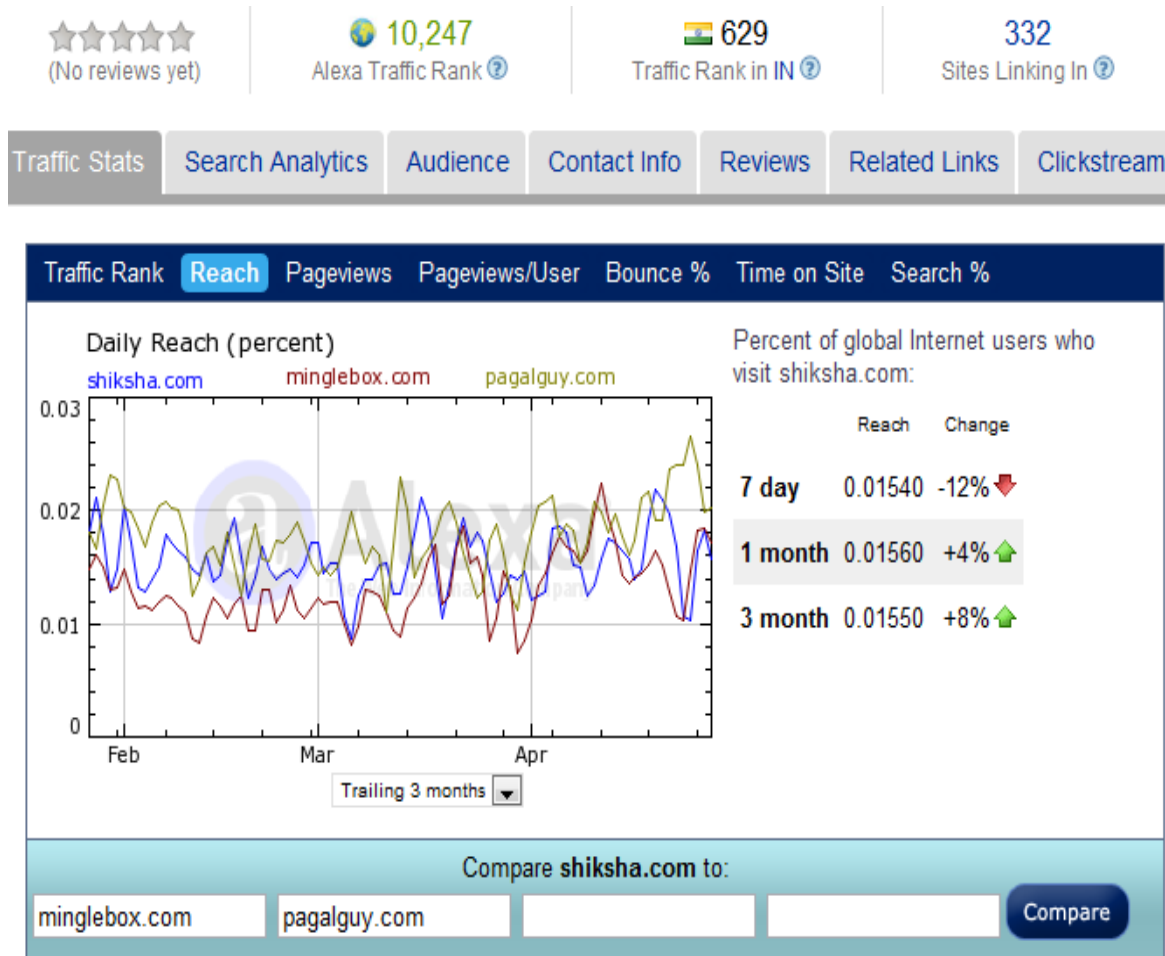 10,247
629
332
(No reviews yet)
Alexa Traffic Rank ?
Traffic Rank in IN ?
Sites Linking In ?
Traffic Stats
Search Analytics
Audience
Contact Info
Reviews
Related Links
Clickstream
Traffic Rank
Reach
Pageviews
Pageviews/User
Bounce %
Time on Site
Search %
Daily Reach (percent)
shiksha.com
minglebox.com
pagalguy.com
0.03
0.02
0.01
0
Alexa
Feb
Mar
Apr
Trailing 3 months
Percent of global Internet users who
visit shiksha.com:
Reach Change
7 day 0.01540 -12%
1 month 0.01560 +4%
3 month 0.01550 +8%
Compare shiksha.com to:
minglebox.com
pagalguy.com
Compare